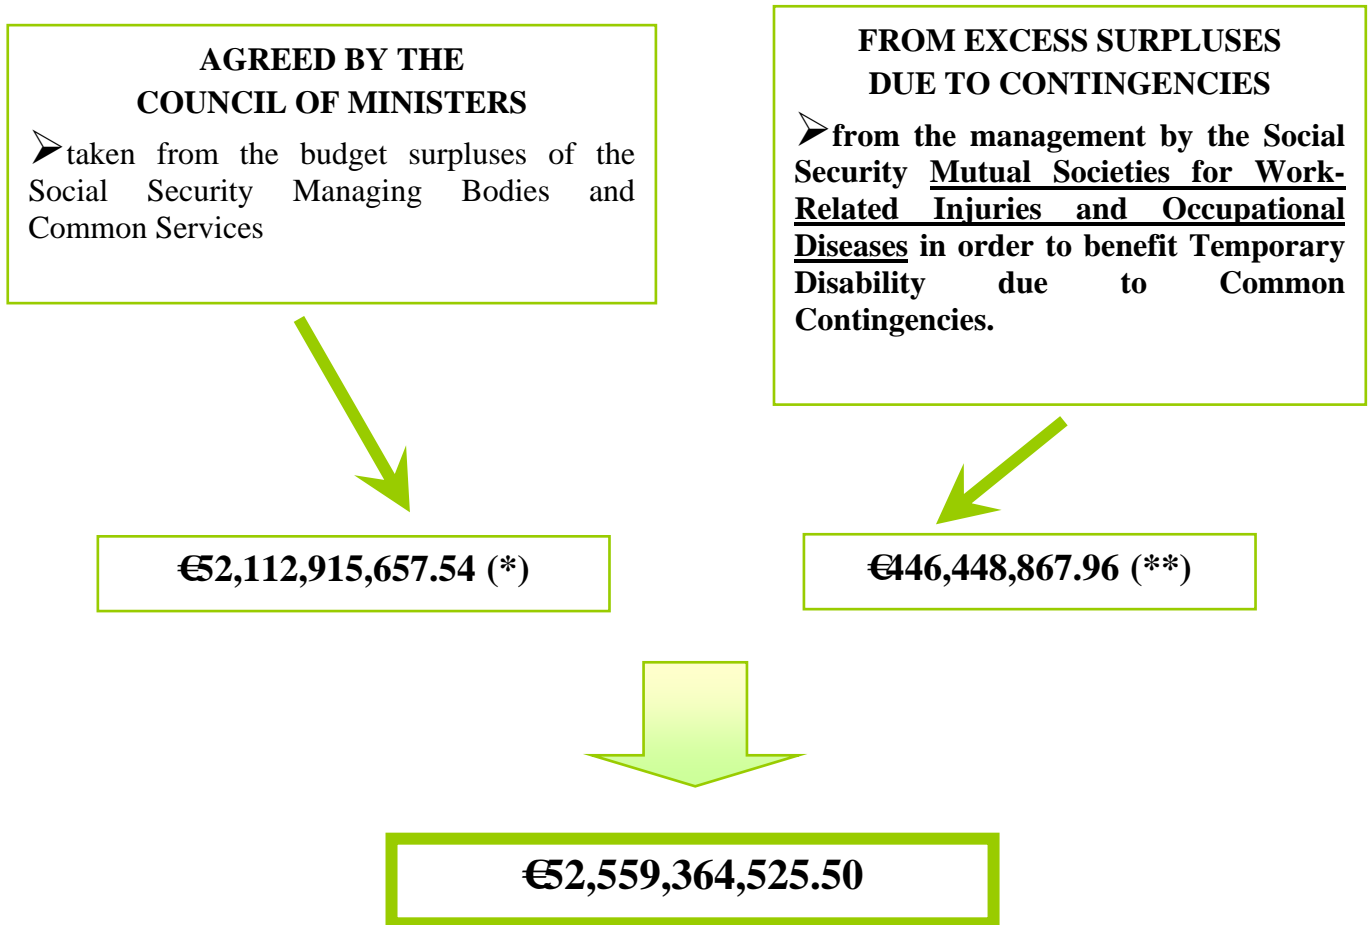 AGREED BY THE
COUNCIL OF MINISTERS
➢taken from the budget surpluses of the
Social Security Managing Bodies and
Common Services
FROM EXCESS SURPLUSES
DUE TO CONTINGENCIES
➢from the management by the Social
Security Mutual Societies for Work-
Related Injuries and Occupational
Diseases in order to benefit Temporary
Disability due to Common
Contingencies.
€52,112,915,657.54 (*)
€446,448,867.96 (**)
€52,559,364,525.50